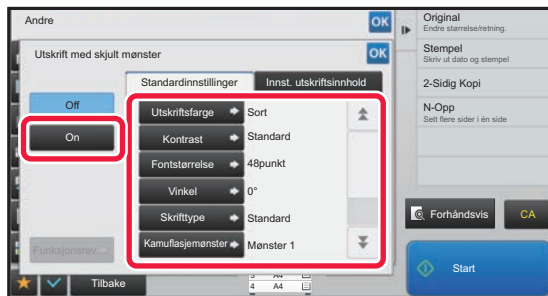 Andre
OK
Utskrift med skjult mønster
OK
Standardinnstillinger
Innst. utskriftsinnhold
Off
On
Utskriftsfarge
Sort
Kontrast
Standard
Fontstørrelse
48punkt
Vinkel
0°
Skrifttype
Standard
Kamuflasjemønster
Mønster 1
Funksjonsrev.
Tilbake
3 A4
4 A4
Original
Endre størrelse/retning.
Stempel
Skriv ut dato og stempel
2-Sidig Kopi
N-Opp
Sett flere sider i én side
Forhåndsvis
CA
Start